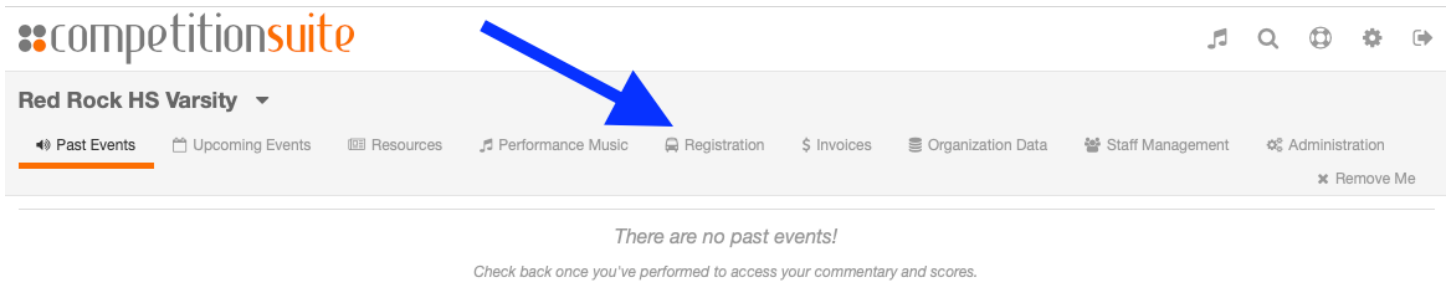 competitionsuite
Red Rock HS Varsity
Past Events Upcoming Events Resources Performance Music Registration $ Invoices Organization Data Staff Management Administration
Remove Me
There are no past events!
Check back once you've performed to access your commentary and scores.